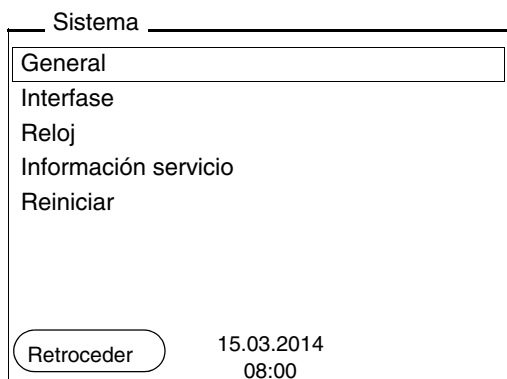 Sistema
General
Interfase
Reloj
Información servicio
Reiniciar
Retroceder
15.03.2014
08:00